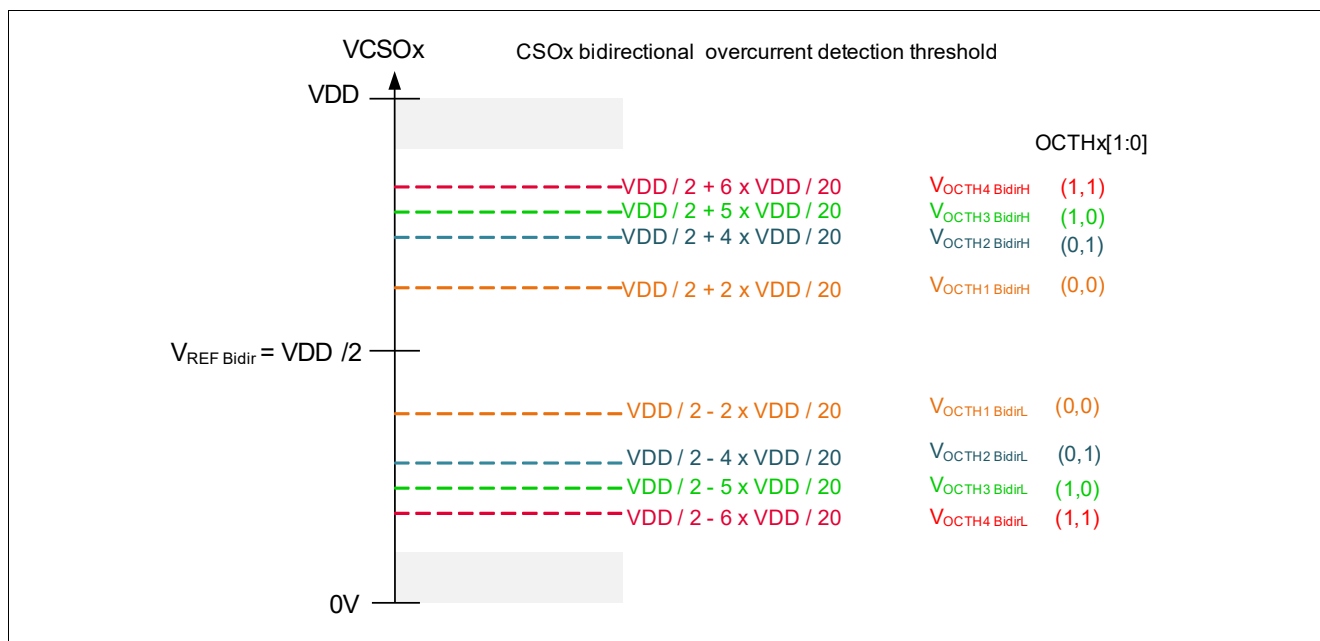 VCSOx CSOx bidirectional overcurrent detection threshold
VDD
OCTHx[1:0]
VDD / 2 + 6 x VDD / 20 VOCTH4 BidirH (1,1)
VDD / 2 + 5 x VDD / 20 VOCTH3 BidirH (1,0)
VDD / 2 + 4 x VDD / 20 VOCTH2 BidirH (0,1)
VDD / 2 + 2 x VDD / 20 VOCTH1 BidirH (0,0)
VREF Bidir = VDD /2
VDD / 2 - 2 x VDD / 20 VOCTH1 BidirL (0,0)
VDD / 2 - 4 x VDD / 20 VOCTH2 BidirL (0,1)
VDD / 2 - 5 x VDD / 20 VOCTH3 BidirL (1,0)
VDD / 2 - 6 x VDD / 20 VOCTH4 BidirL (1,1)
0V